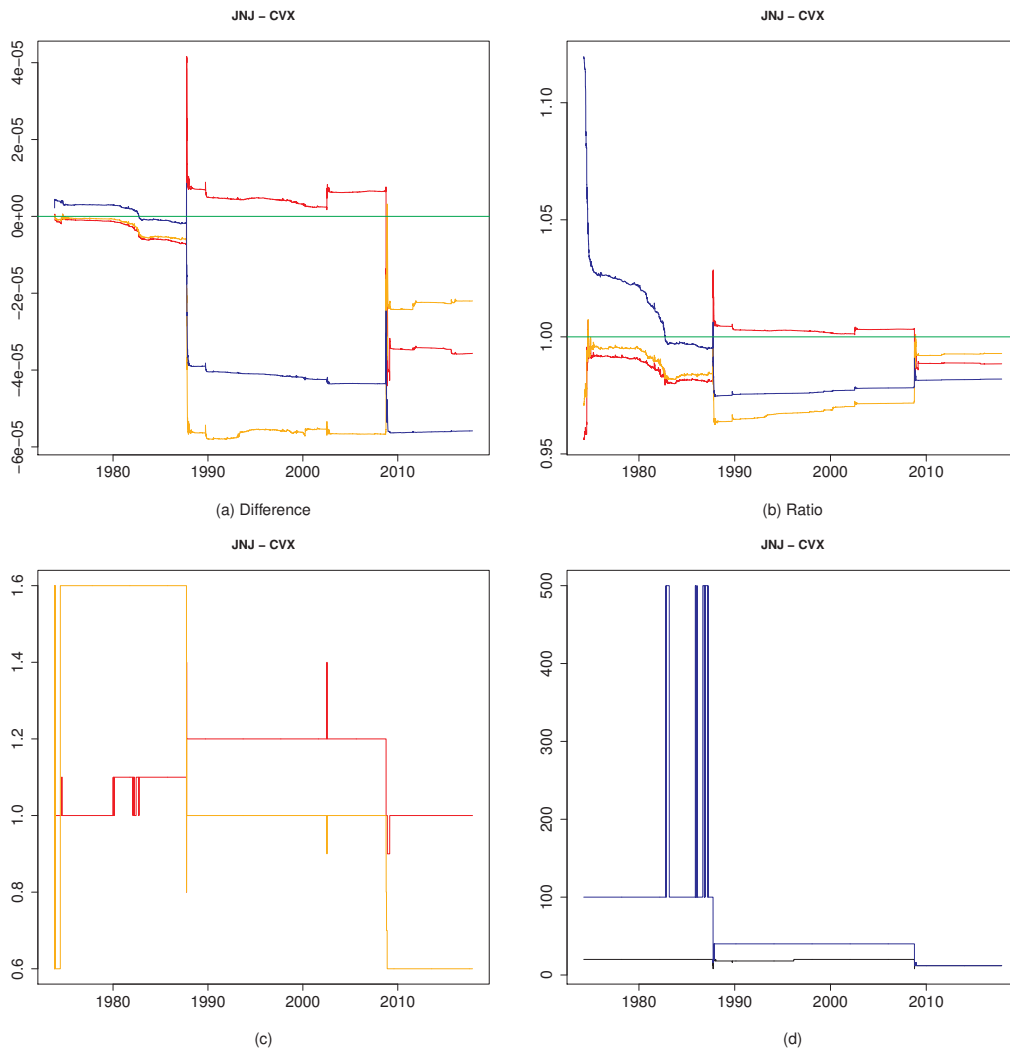 JNJ − CVX
4e−05
2e−05
0e+00
−2e−05
−4e−05
−6e−05
1980 1990 2000 2010
(a) Difference
JNJ − CVX
1.10
1.05
1.00
0.95
1980 1990 2000 2010
(b) Ratio
JNJ − CVX
1.6
1.4
1.2
1.0
0.8
0.6
1980 1990 2000 2010
(c)
JNJ − CVX
500
400
300
200
100
0
1980 1990 2000 2010
(d)